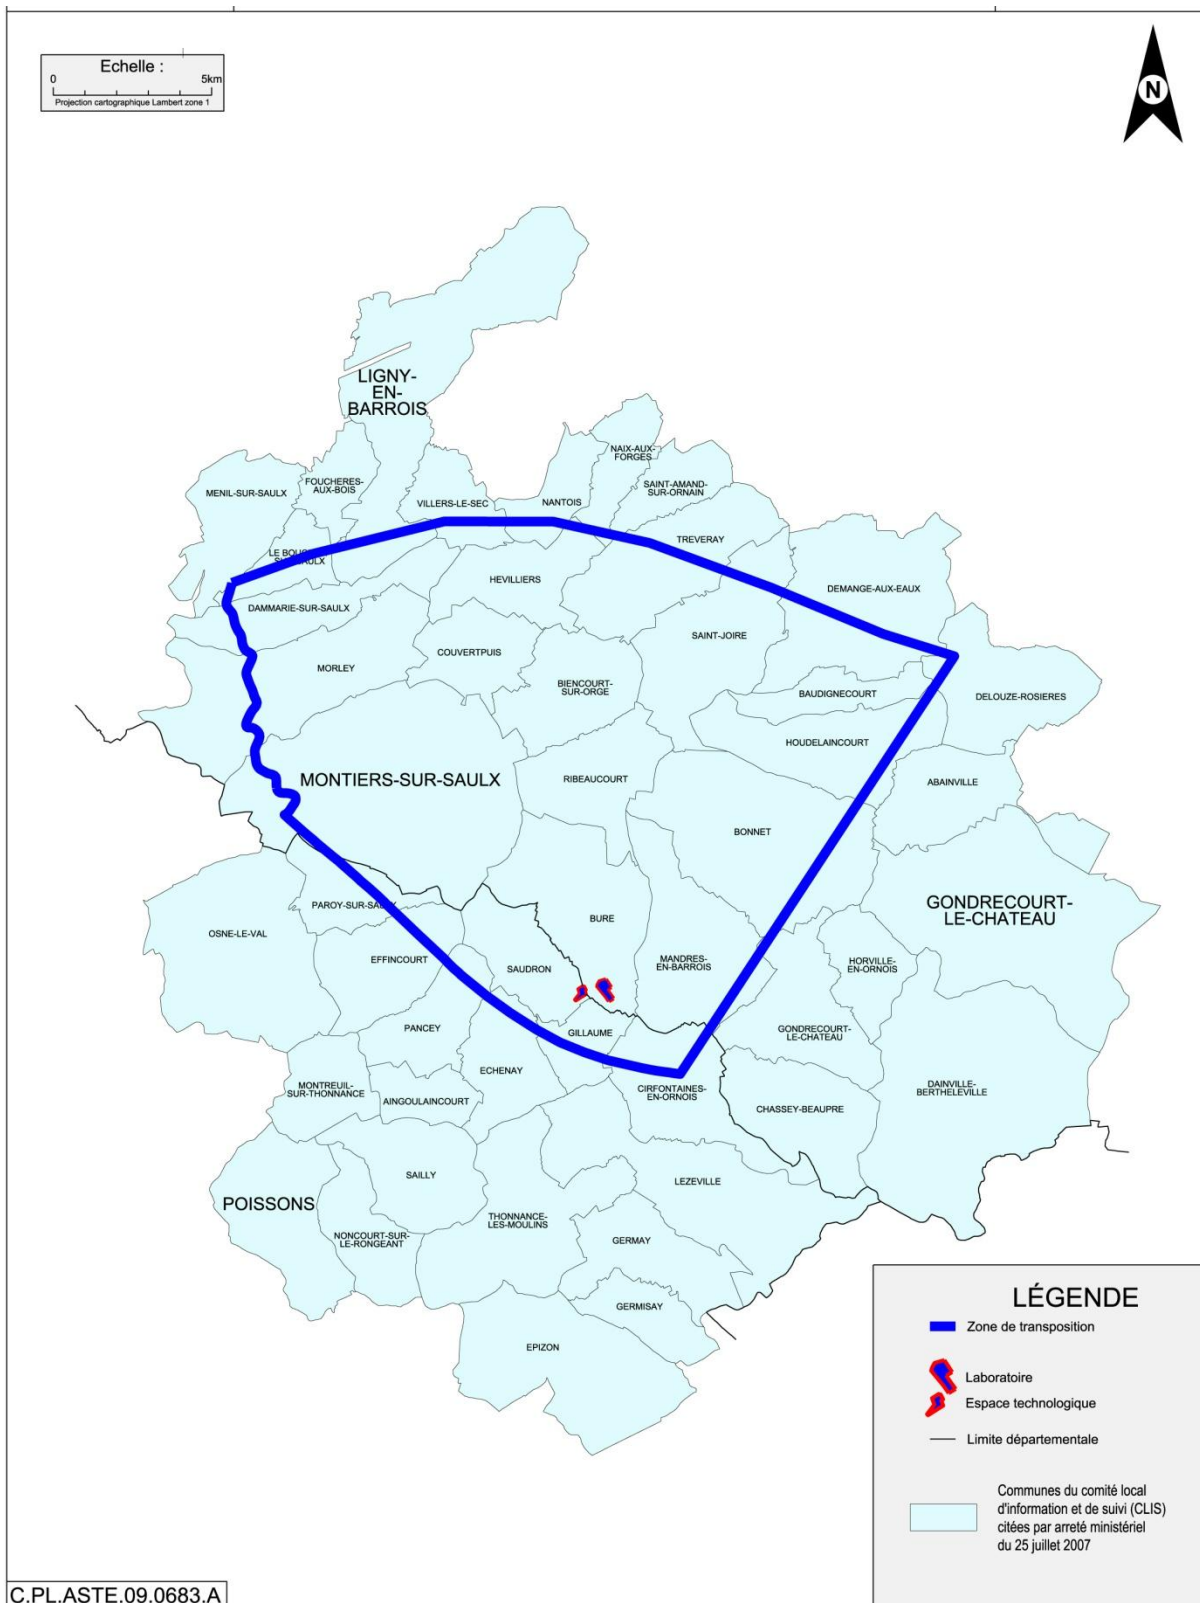 Echelle :
0 5km
Projection cartographique Lambert zone 1
N
LIGNY-
EN-
BARROIS
NAIX-AUX-
FORGES
MENIL-SUR-SAULX
FOUCHERES-
AUX-BOIS
SAINT-AMAND-
SUR-ORNAIN
VILLERS-LE-SEC
NANTOIS
TREVERAY
LE BOUCHON-
SUR-SAULX
HEVILLIERS
DEMANGE-AUX-EAUX
DAMMARIE-SUR-SAULX
SAINT-JOIRE
COUVERTPUIS
MORLEY
BIENCOURT-
SUR-ORGE
BAUDIGNECOURT
DELOUZE-ROSIERES
HOUDELAINCOURT
MONTIERS-SUR-SAULX
RIBEAUCOURT
ABAINVILLE
BONNET
PAROY-SUR-SAULX
GONDRECOURT-
LE-CHATEAU
BURE
OSNE-LE-VAL
EFFINCOURT
SAUDRON
MANDRES-
EN-BARROIS
HORVILLE-
EN-ORNOIS
PANCEY
GILLAUME
GONDRECOURT-
LE-CHATEAU
ECHENAY
MONTREUIL-
SUR-THONNANCE
AINGOULAINCOURT
CIRFONTAINES-
EN-ORNOIS
DAINVILLE-
BERTHELEVILLE
CHASSEY-BEAUPRE
SAILLY
LEZEVILLE
POISSONS
THONNANCE-
LES-MOULINS
NONCOURT-SUR-
LE-RONGEANT
GERMAY
GERMISAY
EPIZON
LÉGENDE
Zone de transposition
Laboratoire
Espace technologique
Limite départementale
Communes du comité local
d'information et de suivi (CLIS)
citées par arreté ministériel
du 25 juillet 2007
C.PL.ASTE.09.0683.A